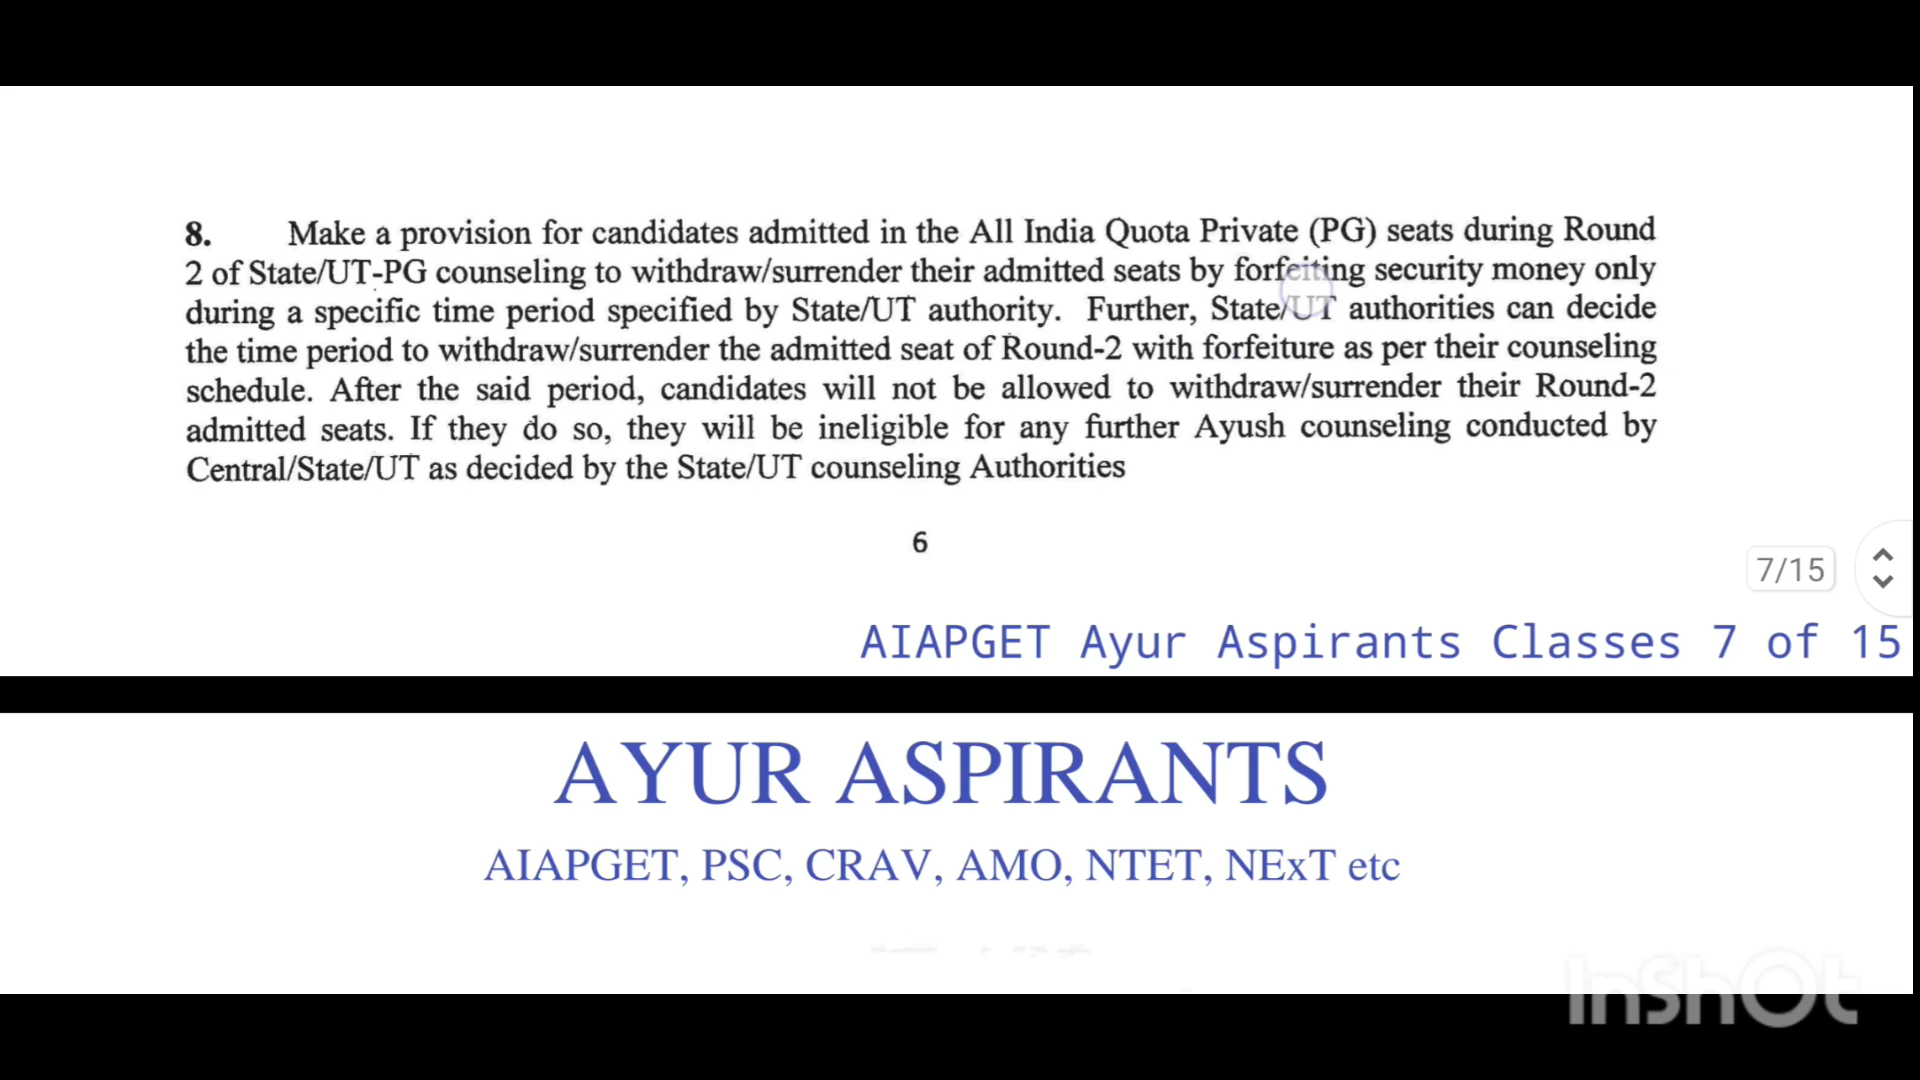 8. Make a provision for candidates admitted in the All India Quota Private (PG) seats during Round
2 of State/UT-PG counseling to withdraw/surrender their admitted seats by forfeiting security money only
during a specific time period specified by State/UT authority. Further, State/UT authorities can decide
the time period to withdraw/surrender the admitted seat of Round-2 with forfeiture as per their counseling
schedule. After the said period, candidates will not be allowed to withdraw/surrender their Round-2
admitted seats. If they do so, they will be ineligible for any further Ayush counseling conducted by
Central/State/UT as decided by the State/UT counseling Authorities
6
7/15
AIAPGET Ayur Aspirants Classes 7 of 15
AYUR ASPIRANTS
AIAPGET, PSC, CRAV, AMO, NTET, NExT etc
InShOt